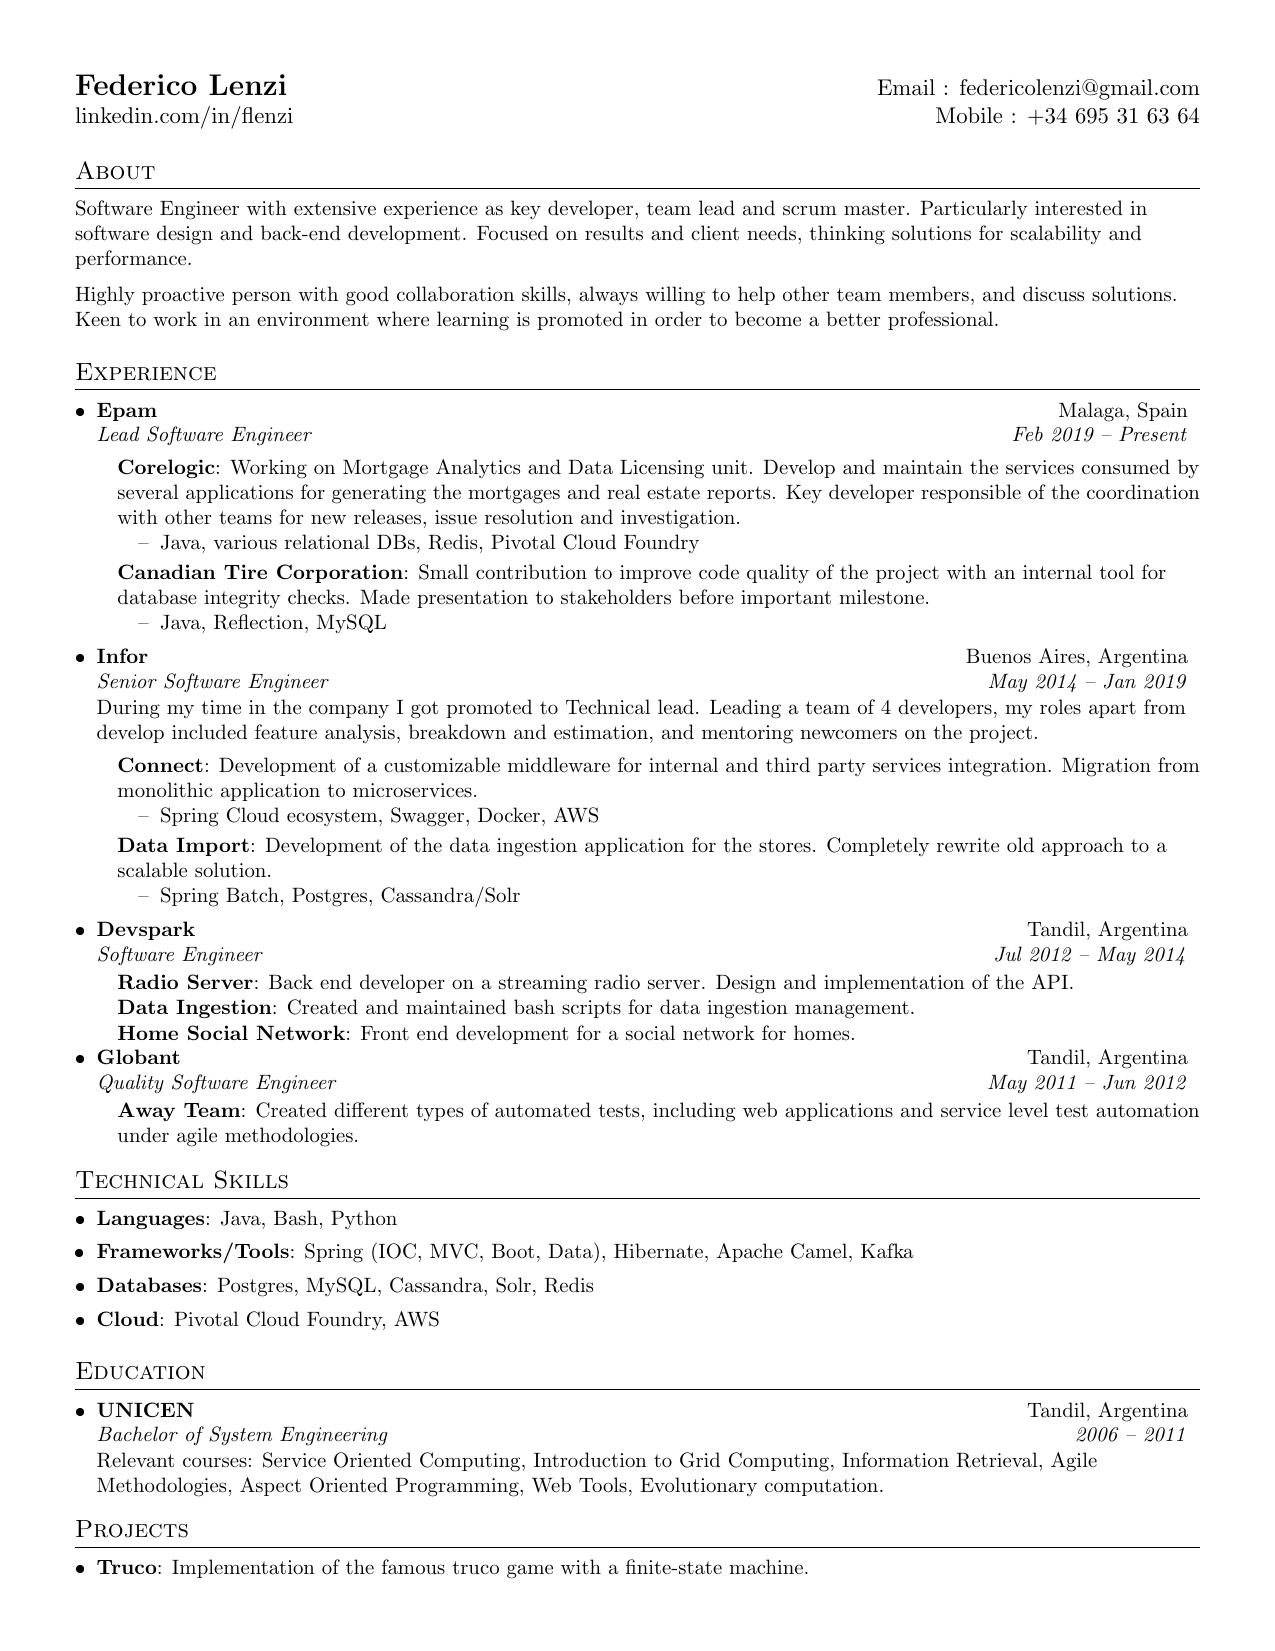 Federico Lenzi
Email : federicolenzi@gmail.com
linkedin.com/in/flenzi
Mobile : +34 695 31 63 64
About
Software Engineer with extensive experience as key developer, team lead and scrum master. Particularly interested in
software design and back-end development. Focused on results and client needs, thinking solutions for scalability and
performance.
Highly proactive person with good collaboration skills, always willing to help other team members, and discuss solutions.
Keen to work in an environment where learning is promoted in order to become a better professional.
Experience
• Epam
Malaga, Spain
Lead Software Engineer
Feb 2019 – Present
Corelogic: Working on Mortgage Analytics and Data Licensing unit. Develop and maintain the services consumed by
several applications for generating the mortgages and real estate reports. Key developer responsible of the coordination
with other teams for new releases, issue resolution and investigation.
– Java, various relational DBs, Redis, Pivotal Cloud Foundry
Canadian Tire Corporation: Small contribution to improve code quality of the project with an internal tool for
database integrity checks. Made presentation to stakeholders before important milestone.
– Java, Reflection, MySQL
• Infor
Buenos Aires, Argentina
Senior Software Engineer
May 2014 – Jan 2019
During my time in the company I got promoted to Technical lead. Leading a team of 4 developers, my roles apart from
develop included feature analysis, breakdown and estimation, and mentoring newcomers on the project.
Connect: Development of a customizable middleware for internal and third party services integration. Migration from
monolithic application to microservices.
– Spring Cloud ecosystem, Swagger, Docker, AWS
Data Import: Development of the data ingestion application for the stores. Completely rewrite old approach to a
scalable solution.
– Spring Batch, Postgres, Cassandra/Solr
• Devspark
Tandil, Argentina
Software Engineer
Jul 2012 – May 2014
Radio Server: Back end developer on a streaming radio server. Design and implementation of the API.
Data Ingestion: Created and maintained bash scripts for data ingestion management.
Home Social Network: Front end development for a social network for homes.
• Globant
Tandil, Argentina
Quality Software Engineer
May 2011 – Jun 2012
Away Team: Created different types of automated tests, including web applications and service level test automation
under agile methodologies.
Technical Skills
• Languages: Java, Bash, Python
• Frameworks/Tools: Spring (IOC, MVC, Boot, Data), Hibernate, Apache Camel, Kafka
• Databases: Postgres, MySQL, Cassandra, Solr, Redis
• Cloud: Pivotal Cloud Foundry, AWS
Education
• UNICEN
Tandil, Argentina
Bachelor of System Engineering
2006 – 2011
Relevant courses: Service Oriented Computing, Introduction to Grid Computing, Information Retrieval, Agile
Methodologies, Aspect Oriented Programming, Web Tools, Evolutionary computation.
Projects
• Truco: Implementation of the famous truco game with a finite-state machine.